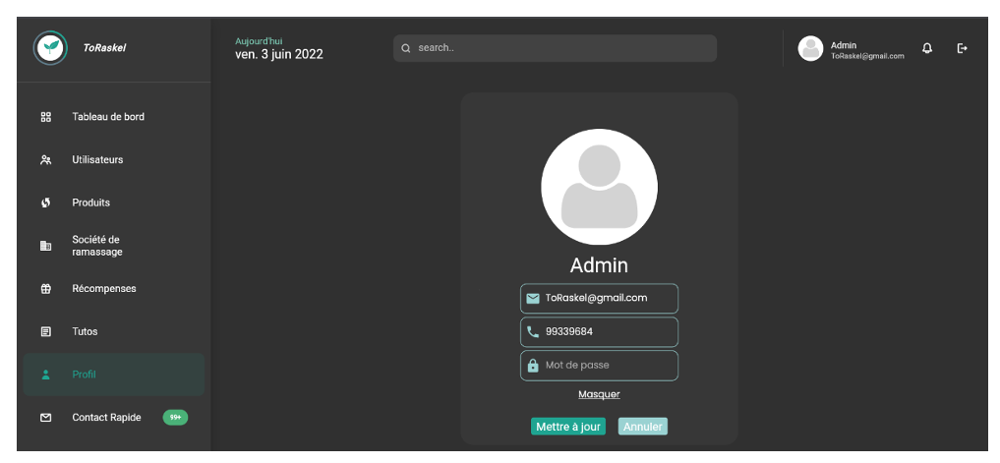 ToRaskel
Aujourd'hui
ven. 3 juin 2022
search..
Admin
ToRaskel@gmail.com
Tableau de bord
Utilisateurs
Produits
Société de
ramassage
Récompenses
Tutos
Profil
Contact Rapide
99+
Admin
ToRaskel@gmail.com
99339684
Mot de passe
Masquer
Mettre à jour
Annuler